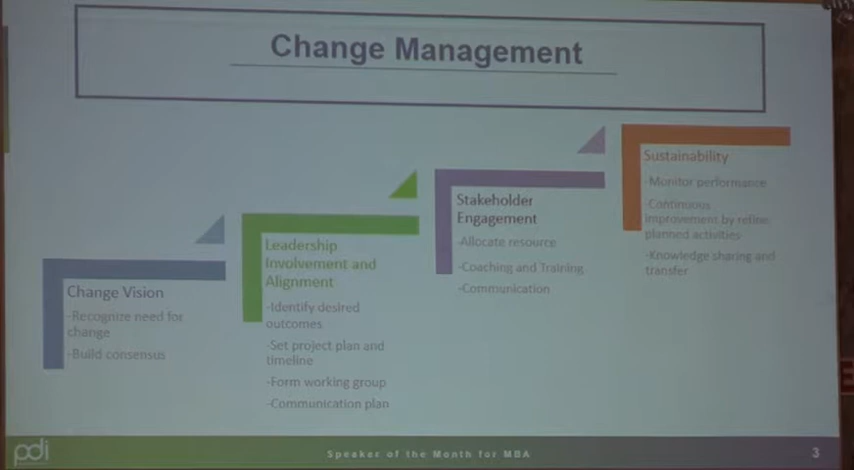 Change Management
Change Vision
-Recognize need for
change
-Build consensus
Leadership
Involvement and
Alignment
-Identify desired
outcomes
-Set project plan and
timeline
-Form working group
-Communication plan
Stakeholder
Engagement
-Allocate resource
-Coaching and Training
-Communication
Sustainability
-Monitor performance
-Continuous
improvement by refine
planned activities
-Knowledge sharing and
transfer
pdi
Speaker of the Month for MBA
3